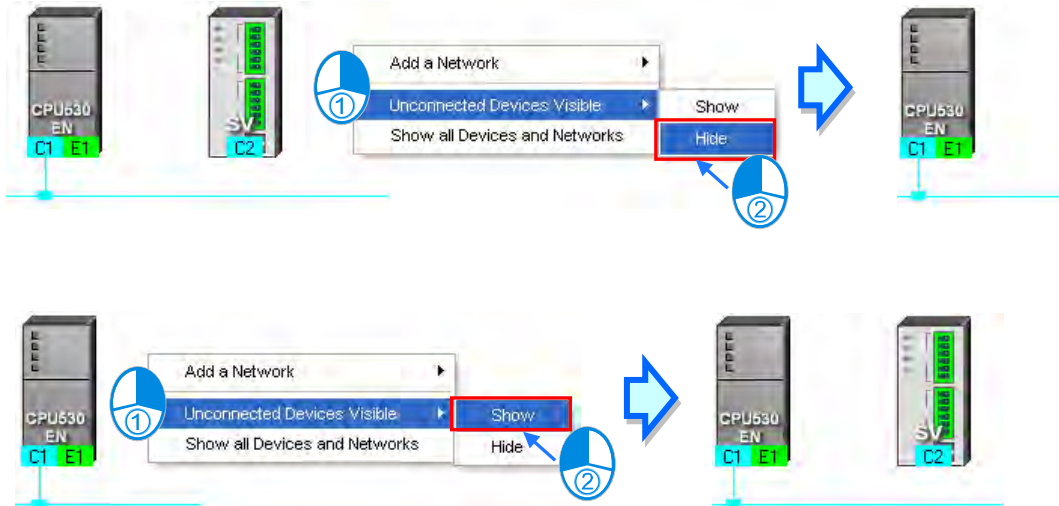 CPU530
EN
C1 E1
SV
C2
Add a Network
Unconnected Devices Visible
Show all Devices and Networks
Show
Hide
1
2
CPU530
EN
C1 E1
CPU530
EN
C1 E1
Add a Network
Unconnected Devices Visible
Show all Devices and Networks
Show
Hide
1
2
CPU530
EN
C1 E1
SV
C2